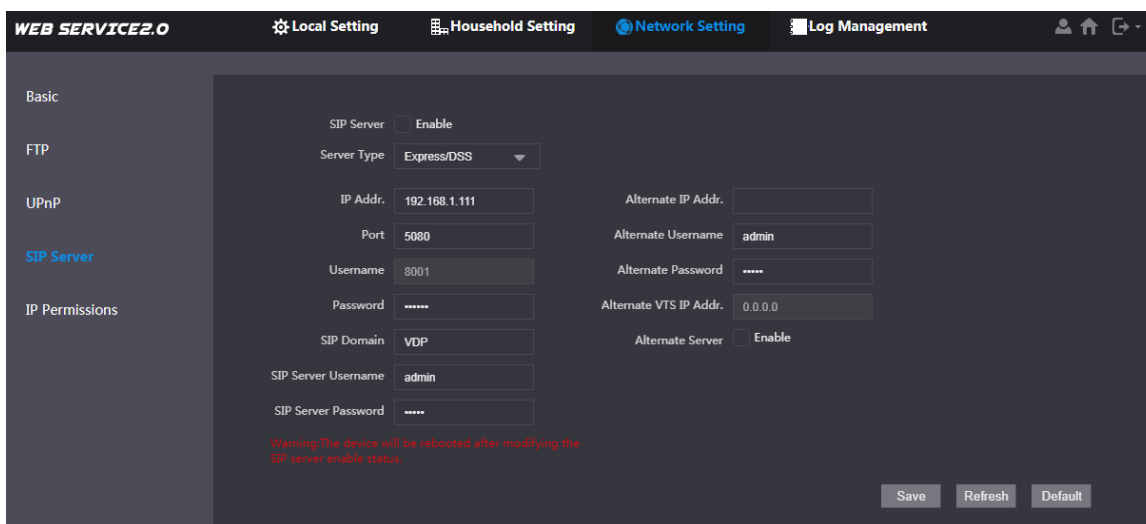 WEB SERVICE2.0
Local Setting
Household Setting
Network Setting
Log Management
Basic
FTP
UPnP
SIP Server
IP Permissions
SIP Server Enable
Server Type Express/DSS
IP Addr. 192.168.1.111 Alternate IP Addr.
Port 5080 Alternate Username admin
Username 8001 Alternate Password •••••
Password •••••• Alternate VTS IP Addr. 0.0.0.0
SIP Domain VDP Alternate Server Enable
SIP Server Username admin
SIP Server Password •••••
Warning:The device will be rebooted after modifying the
SIP server enable status.
Save Refresh Default